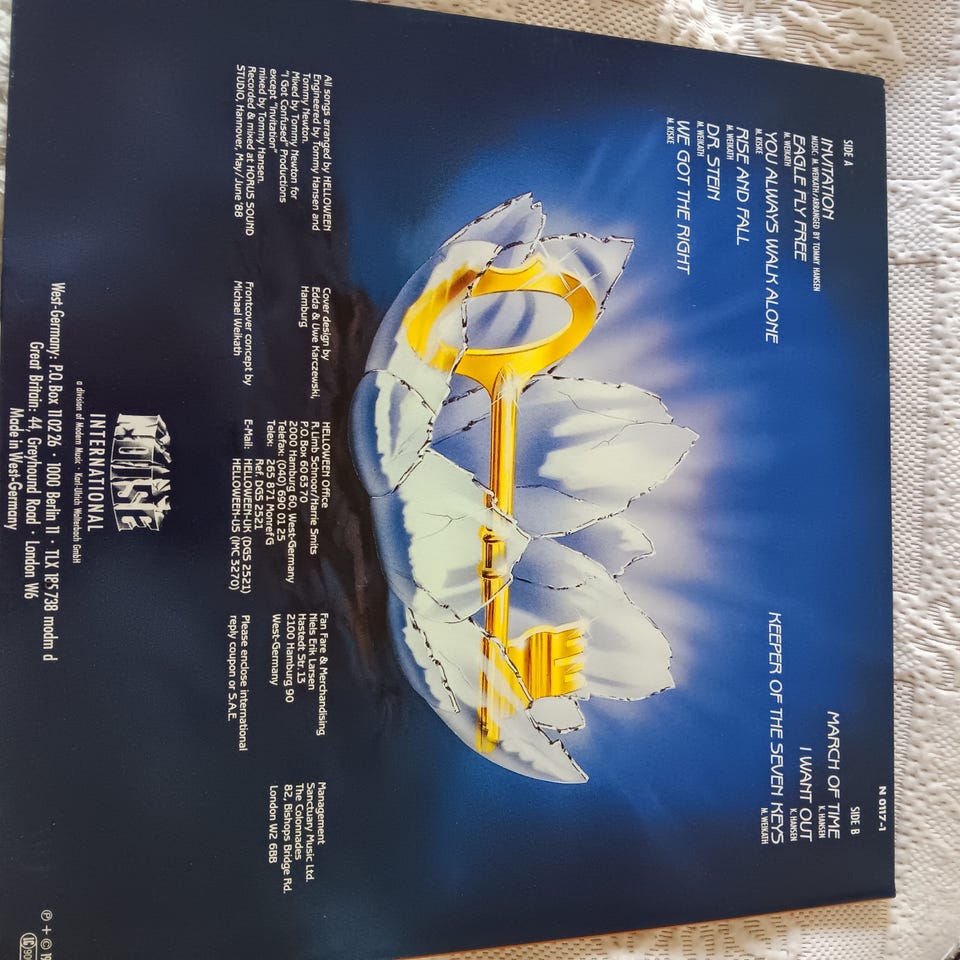 N 0117-1
SIDE A
INVITATION
MUSIC: M. WEIKATH/ARRANGED BY TOMMY HANSEN
EAGLE FLY FREE
M. WEIKATH
YOU ALWAYS WALK ALONE
M. KISKE
RISE AND FALL
M. WEIKATH
DR. STEIN
M. WEIKATH
WE GOT THE RIGHT
M. KISKE
SIDE B
MARCH OF TIME
K. HANSEN
I WANT OUT
K. HANSEN
KEEPER OF THE SEVEN KEYS
M. WEIKATH
All songs arranged by HELLOWEEN
Engineered by Tommy Hansen and
Tommy Newton.
Mixed by Tommy Newton for
"I Got Confused" Productions
except "Invitation"
mixed by Tommy Hansen.
Recorded & mixed at HORUS SOUND
STUDIO, Hannover, May/June '88
Cover design by
Edda & Uwe Karczewski,
Hamburg
Frontcover concept by
Michael Weikath
HELLOWEEN Office
R.Limb Schnoor/Harrie Smits
P.O.Box 60 65 70
2000 Hamburg 60, West-Germany
Telefax: (040) 690 01 25
Telex: 265 871 Monref G
Ref. DGS 2521
E-Mail: HELLOWEEN-UK (DGS 2521)
HELLOWEEN-US (IMC 3270)
Fan Fare & Merchandising
Niels Erik Larsen
Hastedt Str. 13
2100 Hamburg 90
West-Germany
Please enclose international
reply coupon or S.A.E.
Management
Sanctuary Music Ltd.
The Colonnades
82, Bishops Bridge Rd.
London W2 6BB
NOISE
INTERNATIONAL
a division of Modern Music · Karl-Ulrich Walterbach GmbH
West-Germany: P.O. Box 11 02 26 · 1000 Berlin 11 · TLX 185 738 modm d
Great Britain: 44, Greyhound Road · London W6
Made in West-Germany
Ⓟ + © 19
LC 90